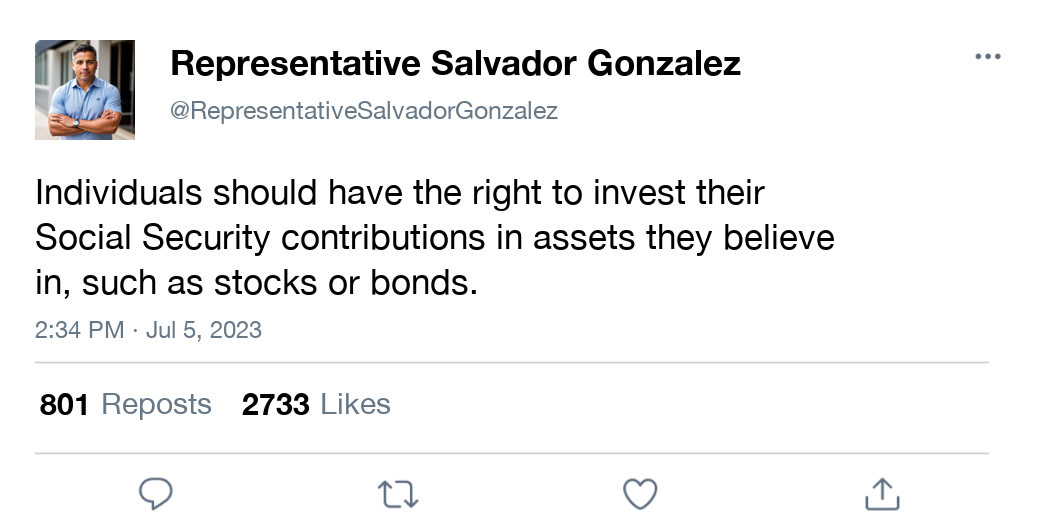 Representative Salvador Gonzalez
@RepresentativeSalvadorGonzalez
Individuals should have the right to invest their
Social Security contributions in assets they believe
in, such as stocks or bonds.
2:34 PM · Jul 5, 2023
801 Reposts 2733 Likes